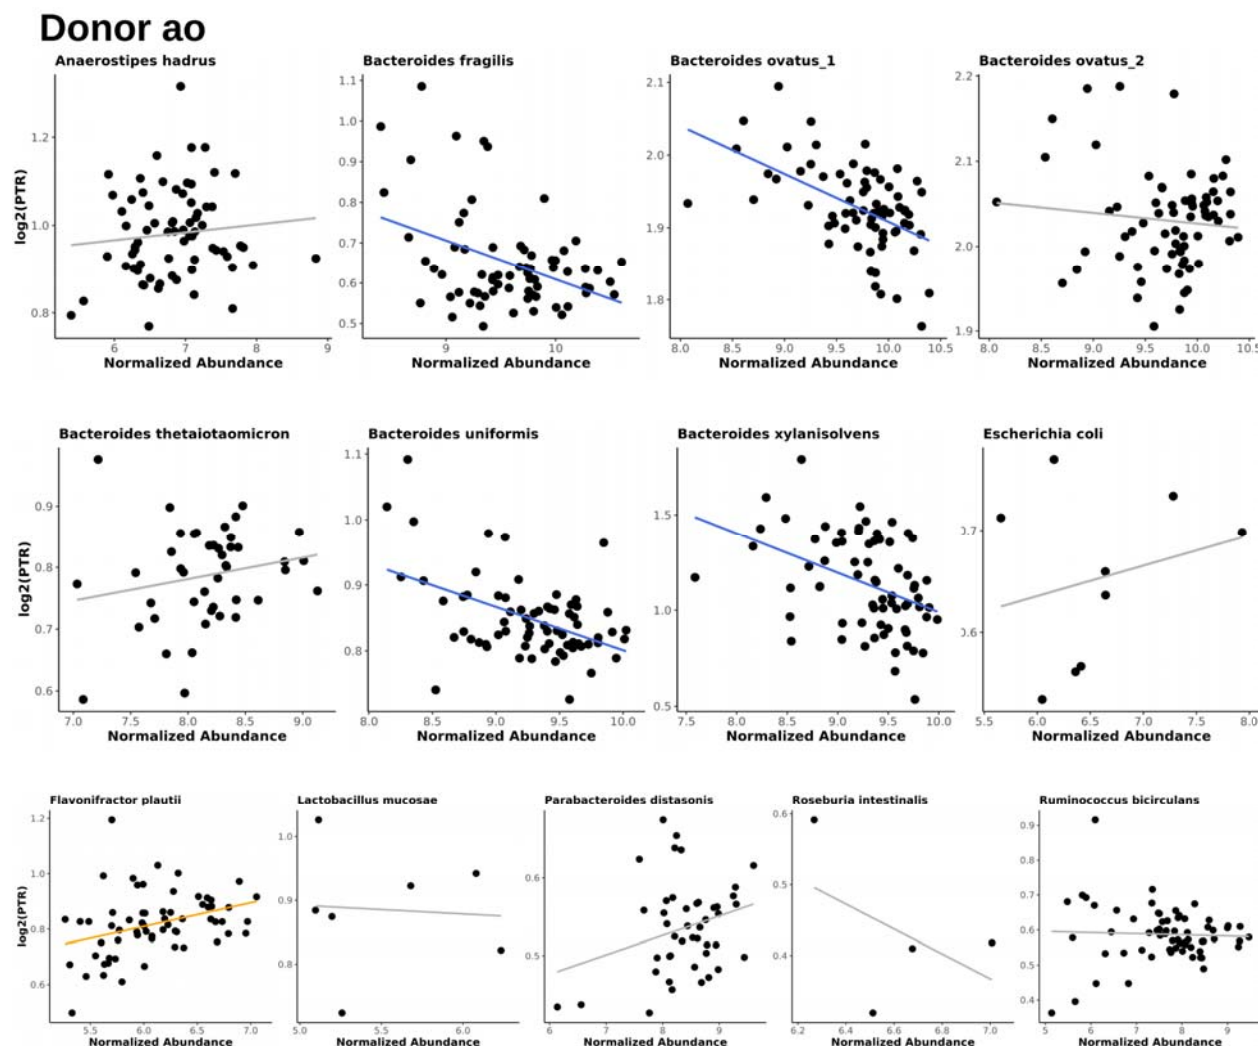 Donor ao
Anaerostipes hadrus
Bacteroides fragilis
Bacteroides ovatus_1
Bacteroides ovatus_2
log2(PTR)
1.2
1.0
0.8
6 7 8 9
Normalized Abundance
1.1
1.0
0.9
0.8
0.7
0.6
0.5
9 10
Normalized Abundance
2.1
2.0
1.9
1.8
8.0 8.5 9.0 9.5 10.0 10.5
Normalized Abundance
2.2
2.1
2.0
1.9
8.0 8.5 9.0 9.5 10.0 10.5
Normalized Abundance
Bacteroides thetaiotaomicron
Bacteroides uniformis
Bacteroides xylanisolvens
Escherichia coli
log2(PTR)
0.9
0.8
0.7
0.6
7.0 7.5 8.0 8.5 9.0
Normalized Abundance
1.1
1.0
0.9
0.8
8.0 8.5 9.0 9.5 10.0
Normalized Abundance
1.5
1.0
0.5
7.5 8.0 8.5 9.0 9.5 10.0
Normalized Abundance
3.7
3.6
5.5 6.0 6.5 7.0 7.5 8.0
Normalized Abundance
Flavonifractor plautii
Lactobacillus mucosae
Parabacteroides distasonis
Roseburia intestinalis
Ruminococcus bicirculans
log2(PTR)
1.2
1.0
0.8
0.6
5.5 6.0 6.5 7.0
Normalized Abundance
1.0
0.9
0.8
5.0 5.5 6.0
Normalized Abundance
0.6
0.5
6 7 8 9
Normalized Abundance
0.6
0.5
0.4
6.2 6.4 6.6 6.8 7.0
Normalized Abundance
0.9
0.8
0.7
0.6
0.5
0.4
5 6 7 8 9
Normalized Abundance